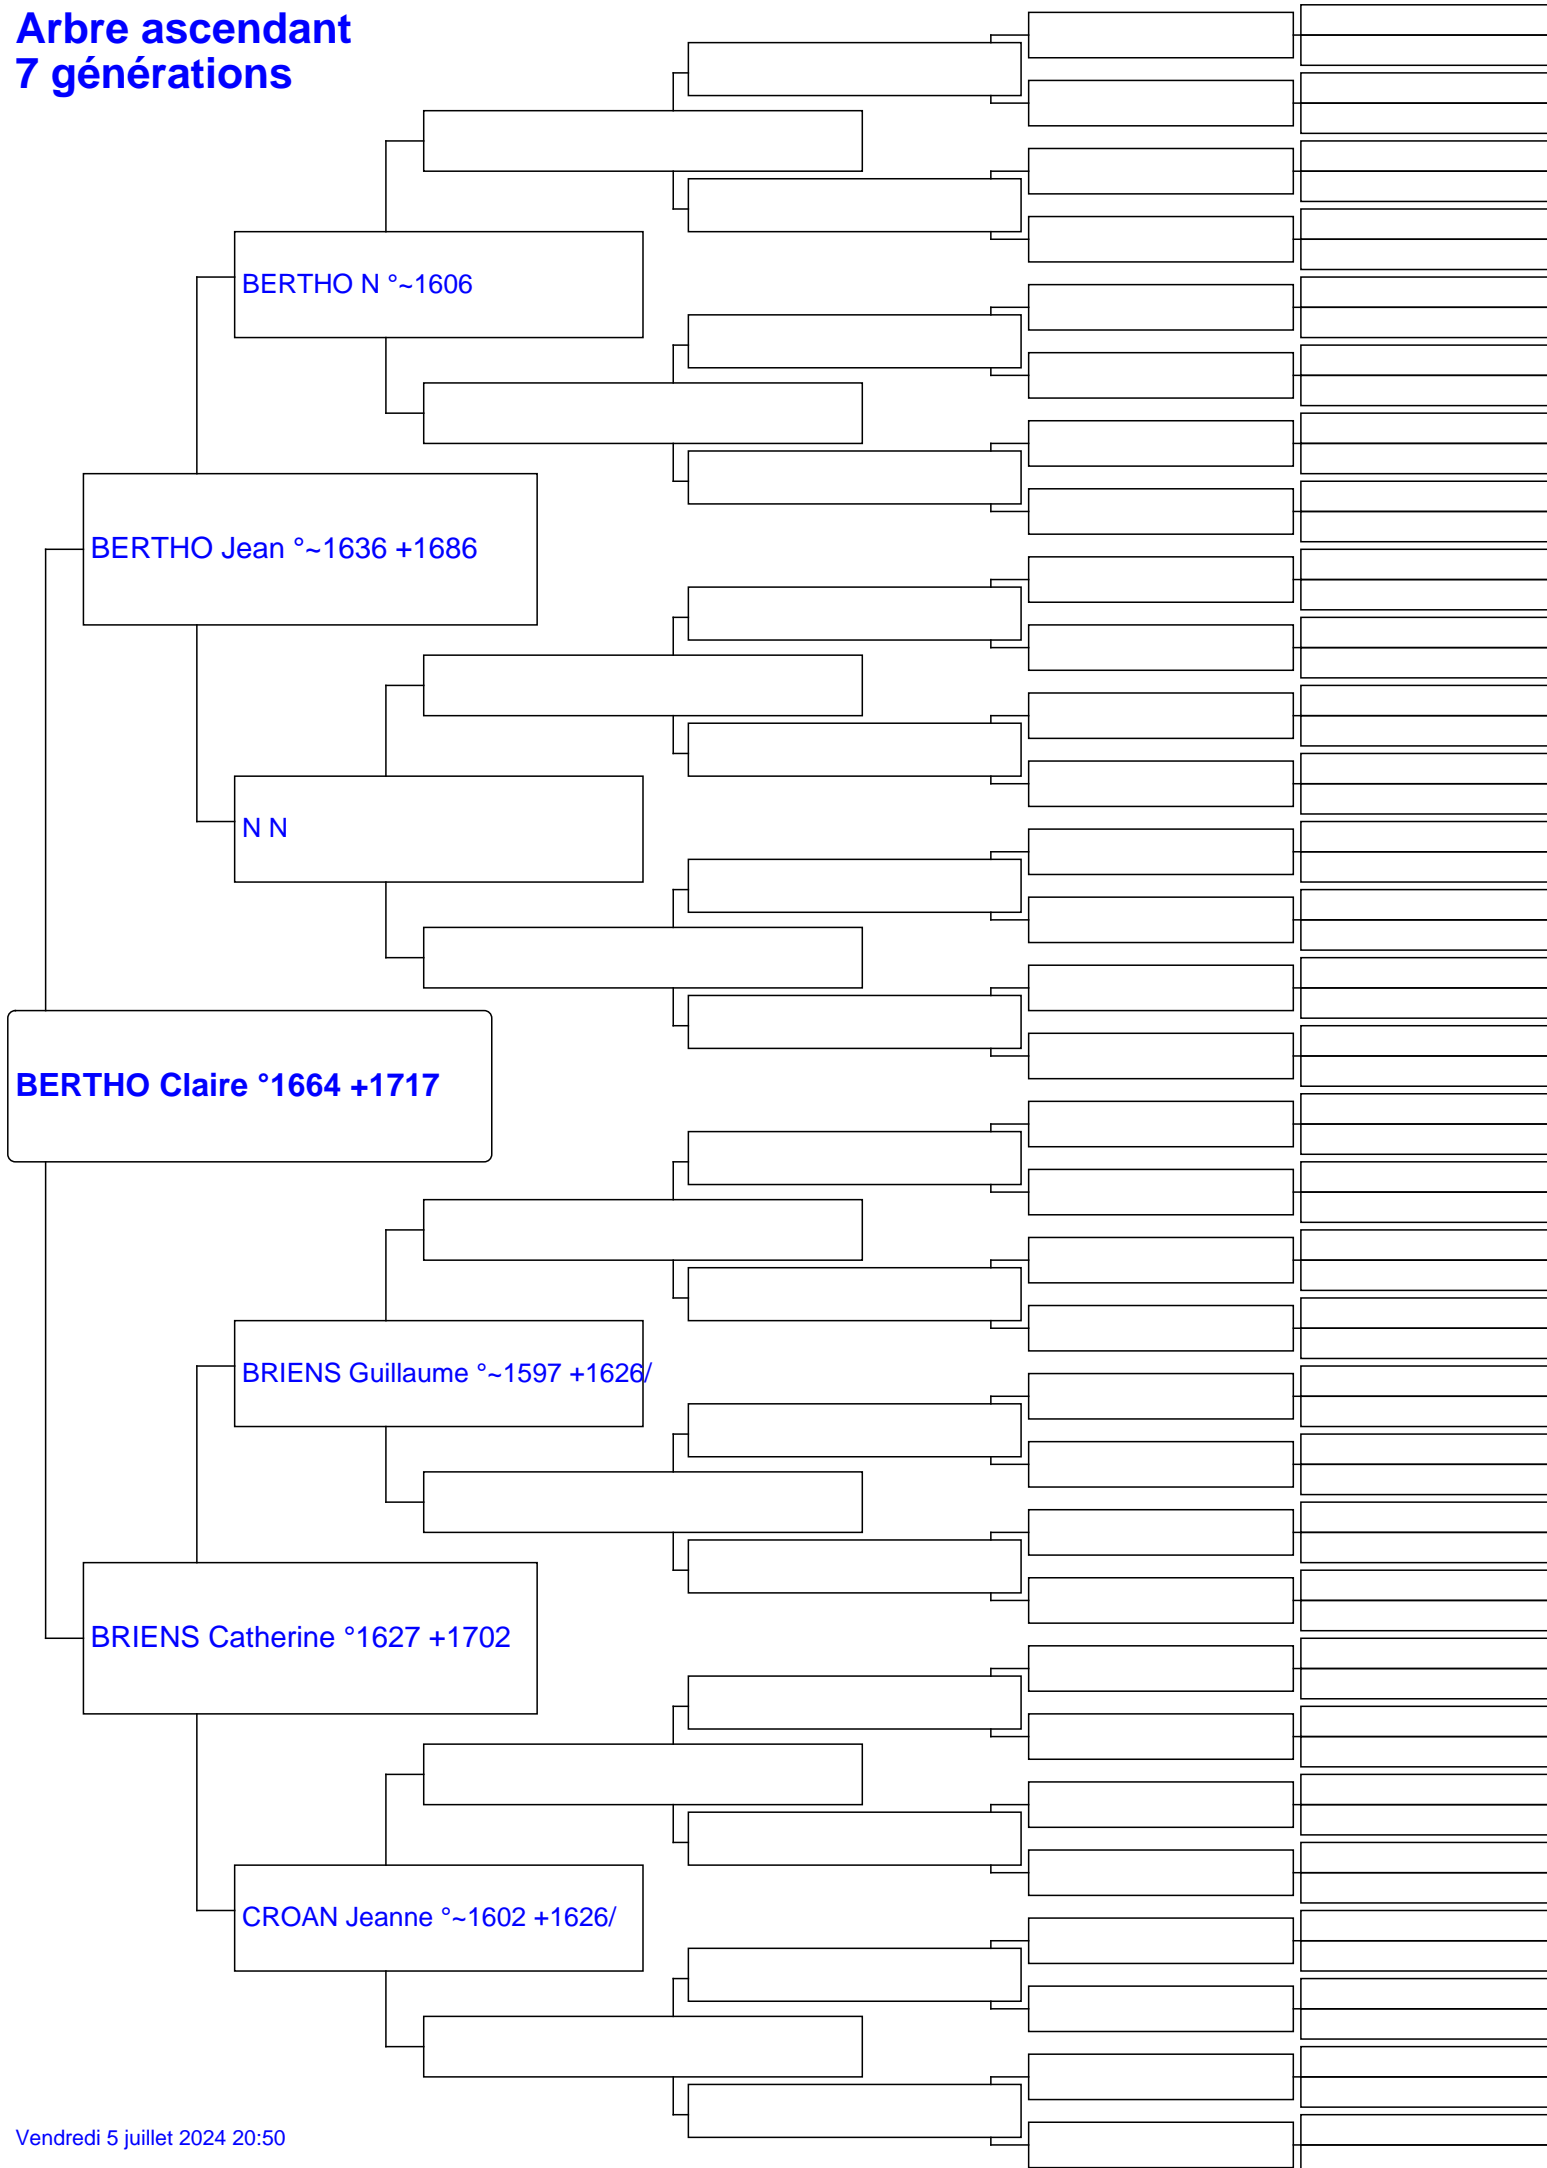 Arbre ascendant
7 générations
BERTHO N °~1606
BERTHO Jean °~1636 +1686
N N
BERTHO Claire °1664 +1717
BRIENS Guillaume °~1597 +1626/
BRIENS Catherine °1627 +1702
CROAN Jeanne °~1602 +1626/
Vendredi 5 juillet 2024 20:50